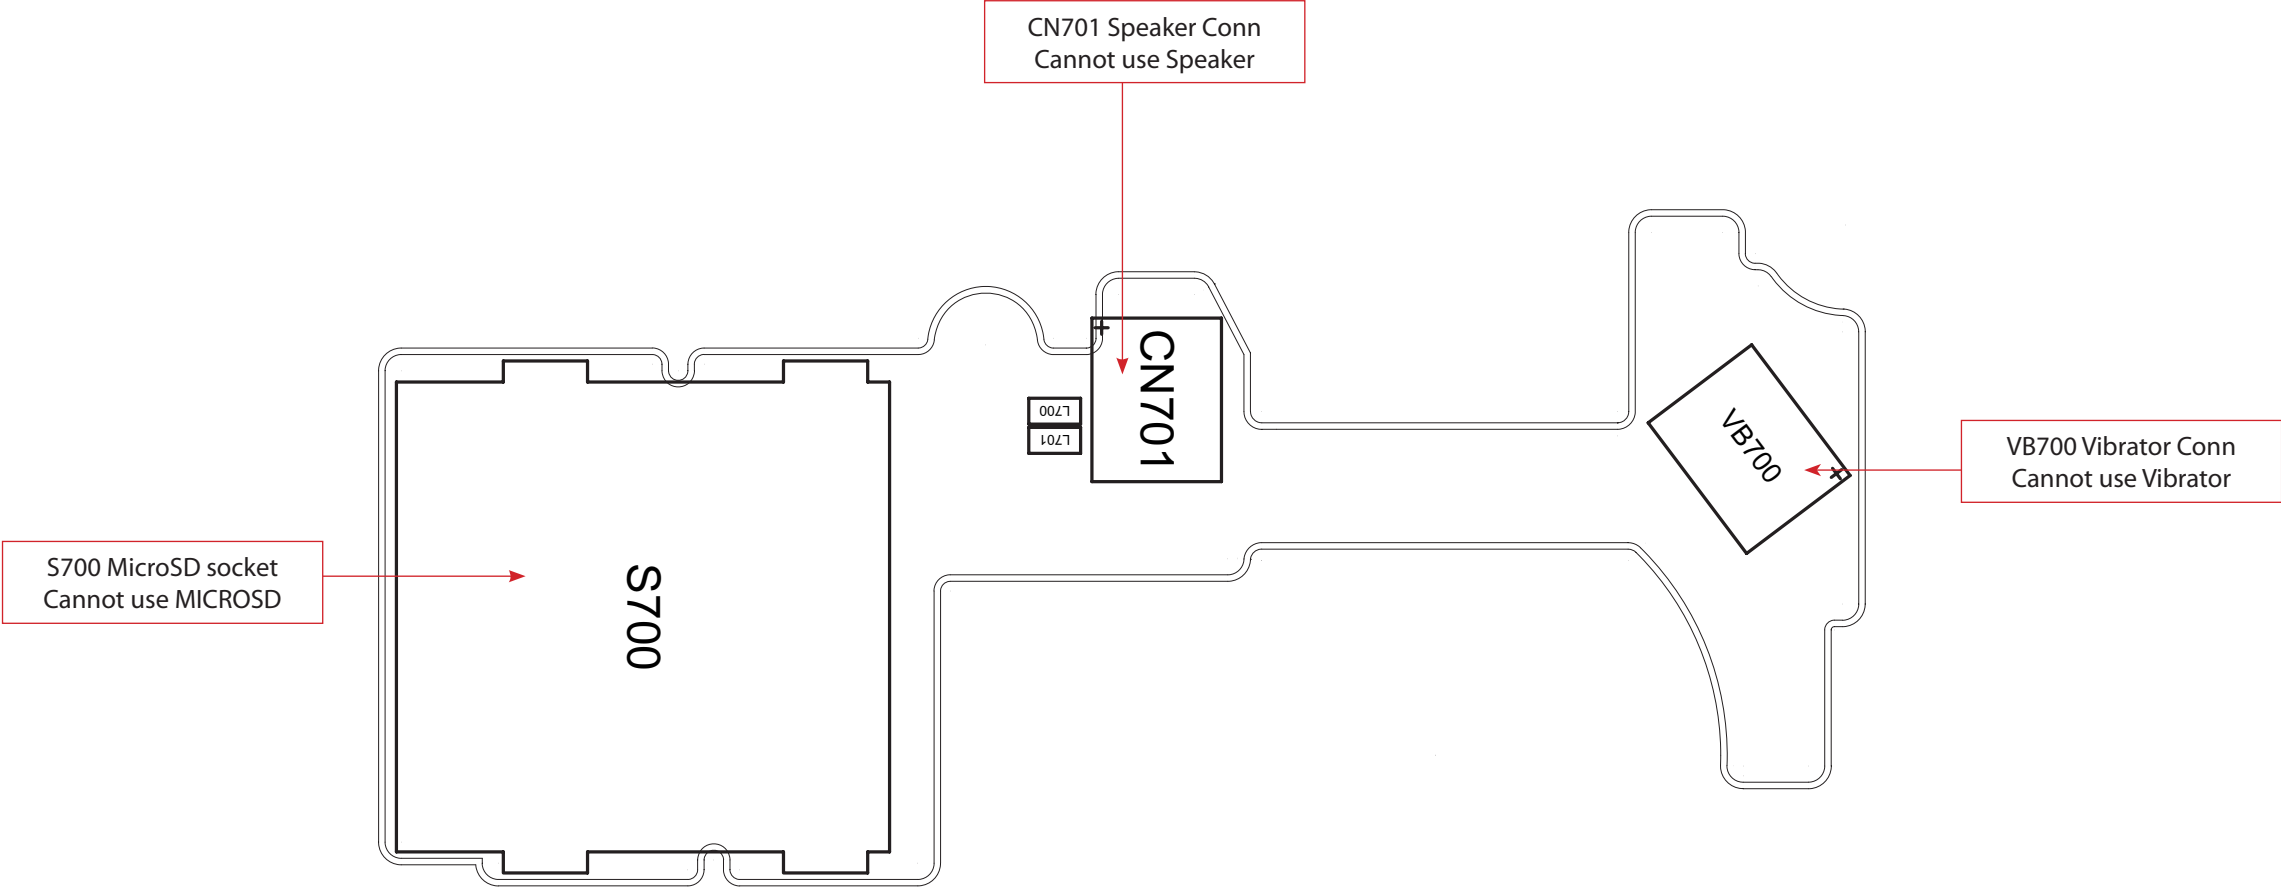 CN701 Speaker Conn
Cannot use Speaker
CN701
L700
L701
VB700
VB700 Vibrator Conn
Cannot use Vibrator
S700 MicroSD socket
Cannot use MICROSD
S700